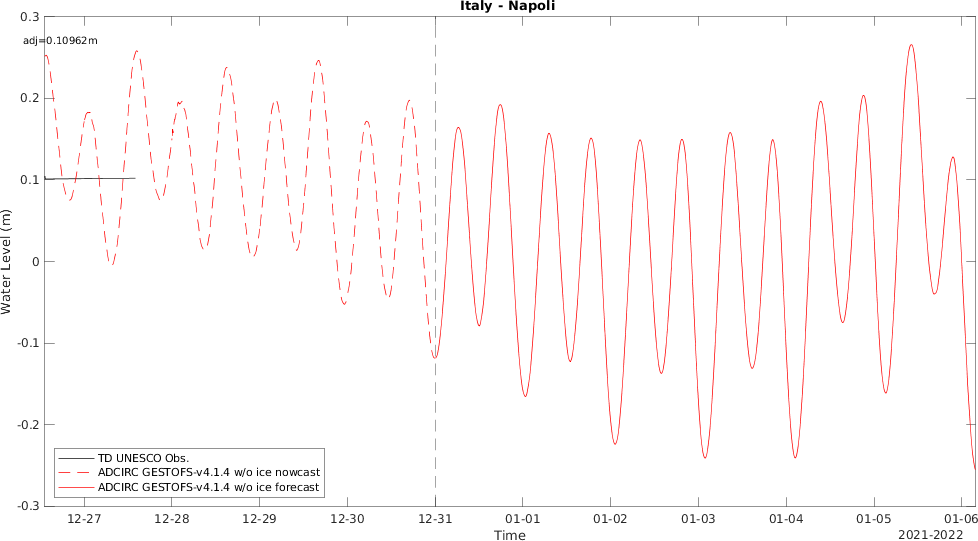 Italy - Napoli
adj=0.10962m
0.3
0.2
0.1
0
-0.1
-0.2
-0.3
Water Level (m)
TD UNESCO Obs.
ADCIRC GESTOFS-v4.1.4 w/o ice nowcast
ADCIRC GESTOFS-v4.1.4 w/o ice forecast
12-27 12-28 12-29 12-30 12-31 01-01 01-02 01-03 01-04 01-05 01-06
Time
2021-2022